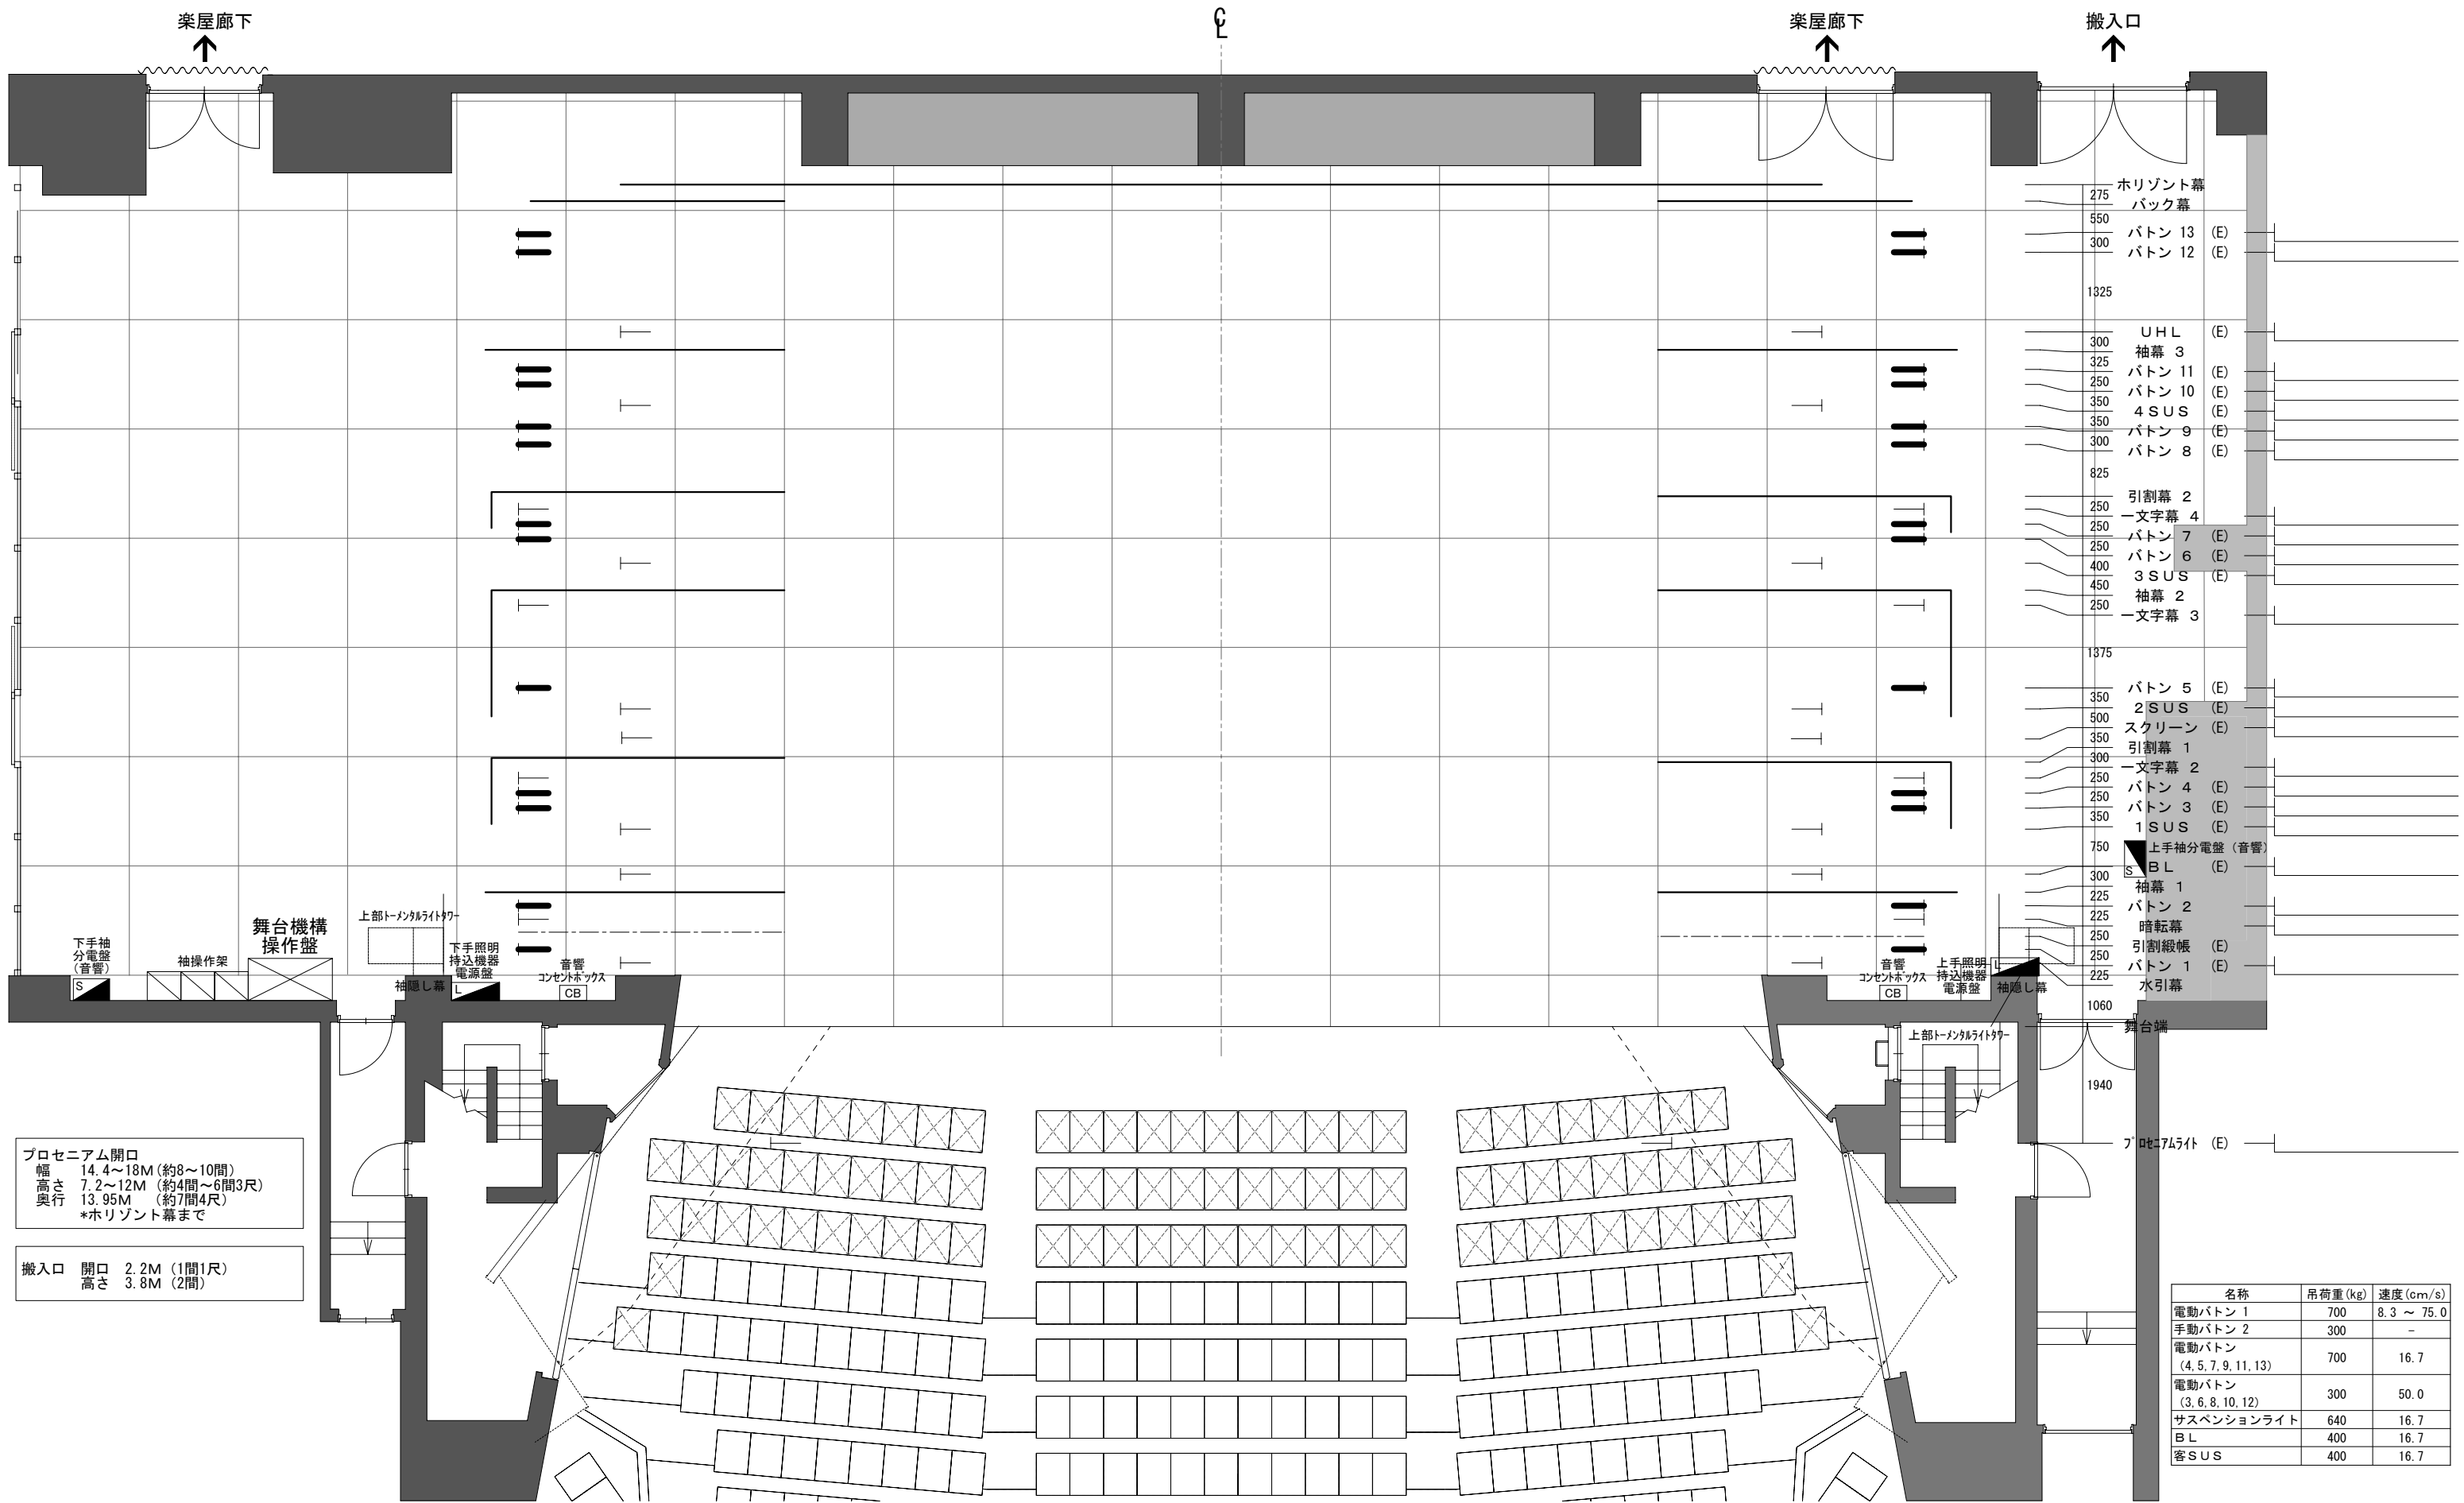 楽屋廊下
CL
楽屋廊下
搬入口
ホリゾント幕
275
バック幕
550
バトン 13 (E)
300
バトン 12 (E)
1325
UHL (E)
300
袖幕 3
325
バトン 11 (E)
250
バトン 10 (E)
350
4SUS (E)
350
バトン 9 (E)
300
バトン 8 (E)
825
引割幕 2
250
一文字幕 4
250
バトン 7 (E)
250
バトン 6 (E)
400
3SUS (E)
450
袖幕 2
250
一文字幕 3
1375
バトン 5 (E)
350
2SUS (E)
500
スクリーン (E)
350
引割幕 1
300
一文字幕 2
250
バトン 4 (E)
250
バトン 3 (E)
350
1SUS (E)
750
上手袖分電盤(音響)
S
BL (E)
300
袖幕 1
225
バトン 2
225
暗転幕
250
引割緞帳 (E)
250
バトン 1 (E)
225
水引幕
1060
舞台端
1940
プロセニアムライト (E)
下手袖
分電盤
(音響)
S
袖操作架
舞台機構
操作盤
上部トーメンタルライトタワー
袖隠し幕
下手照明
持込機器
電源盤
L
音響
コンセントボックス
CB
音響
コンセントボックス
CB
上手照明
持込機器
電源盤
L
袖隠し幕
上部トーメンタルライトタワー
プロセニアム開口
幅 14.4~18M(約8~10間)
高さ 7.2~12M (約4間~6間3尺)
奥行 13.95M (約7間4尺)
*ホリゾント幕まで
搬入口 開口 2.2M (1間1尺)
高さ 3.8M (2間)
名称 吊荷重(kg) 速度(cm/s)
電動バトン 1 700 8.3 ~ 75.0
手動バトン 2 300 -
電動バトン
(4,5,7,9,11,13) 700 16.7
電動バトン
(3,6,8,10,12) 300 50.0
サスペンションライト 640 16.7
BL 400 16.7
客SUS 400 16.7